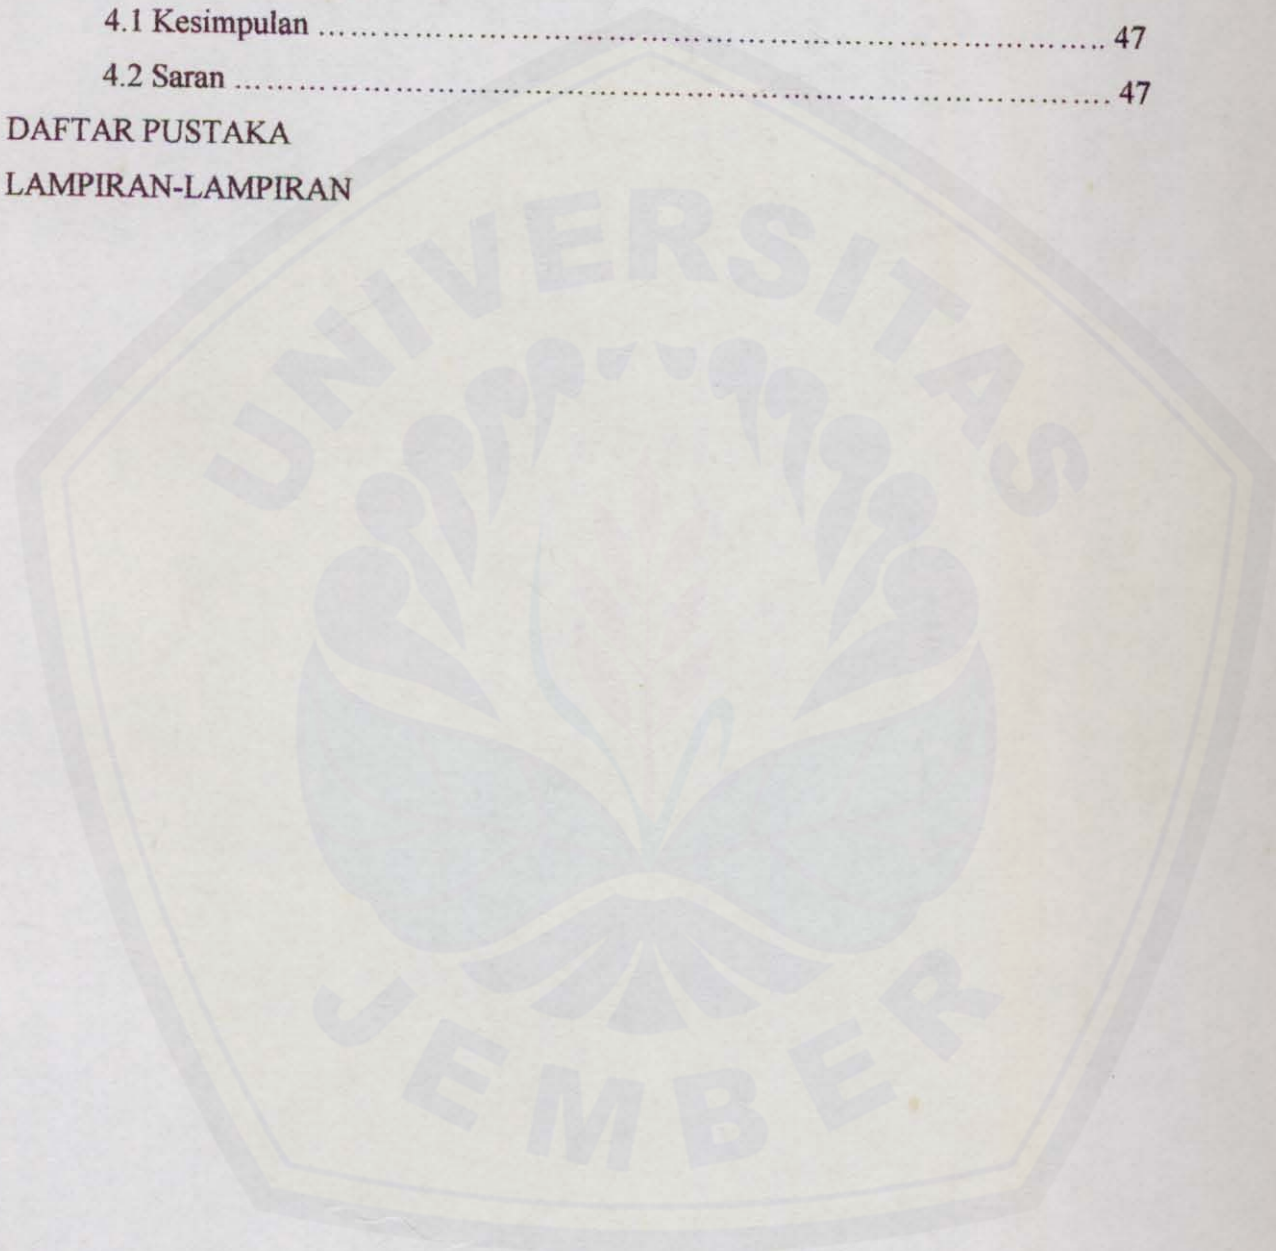 4.1 Kesimpulan ........................................................................ 47
4.2 Saran ................................................................................ 47
DAFTAR PUSTAKA
LAMPIRAN-LAMPIRAN
UNIVERSITAS
JEMBER